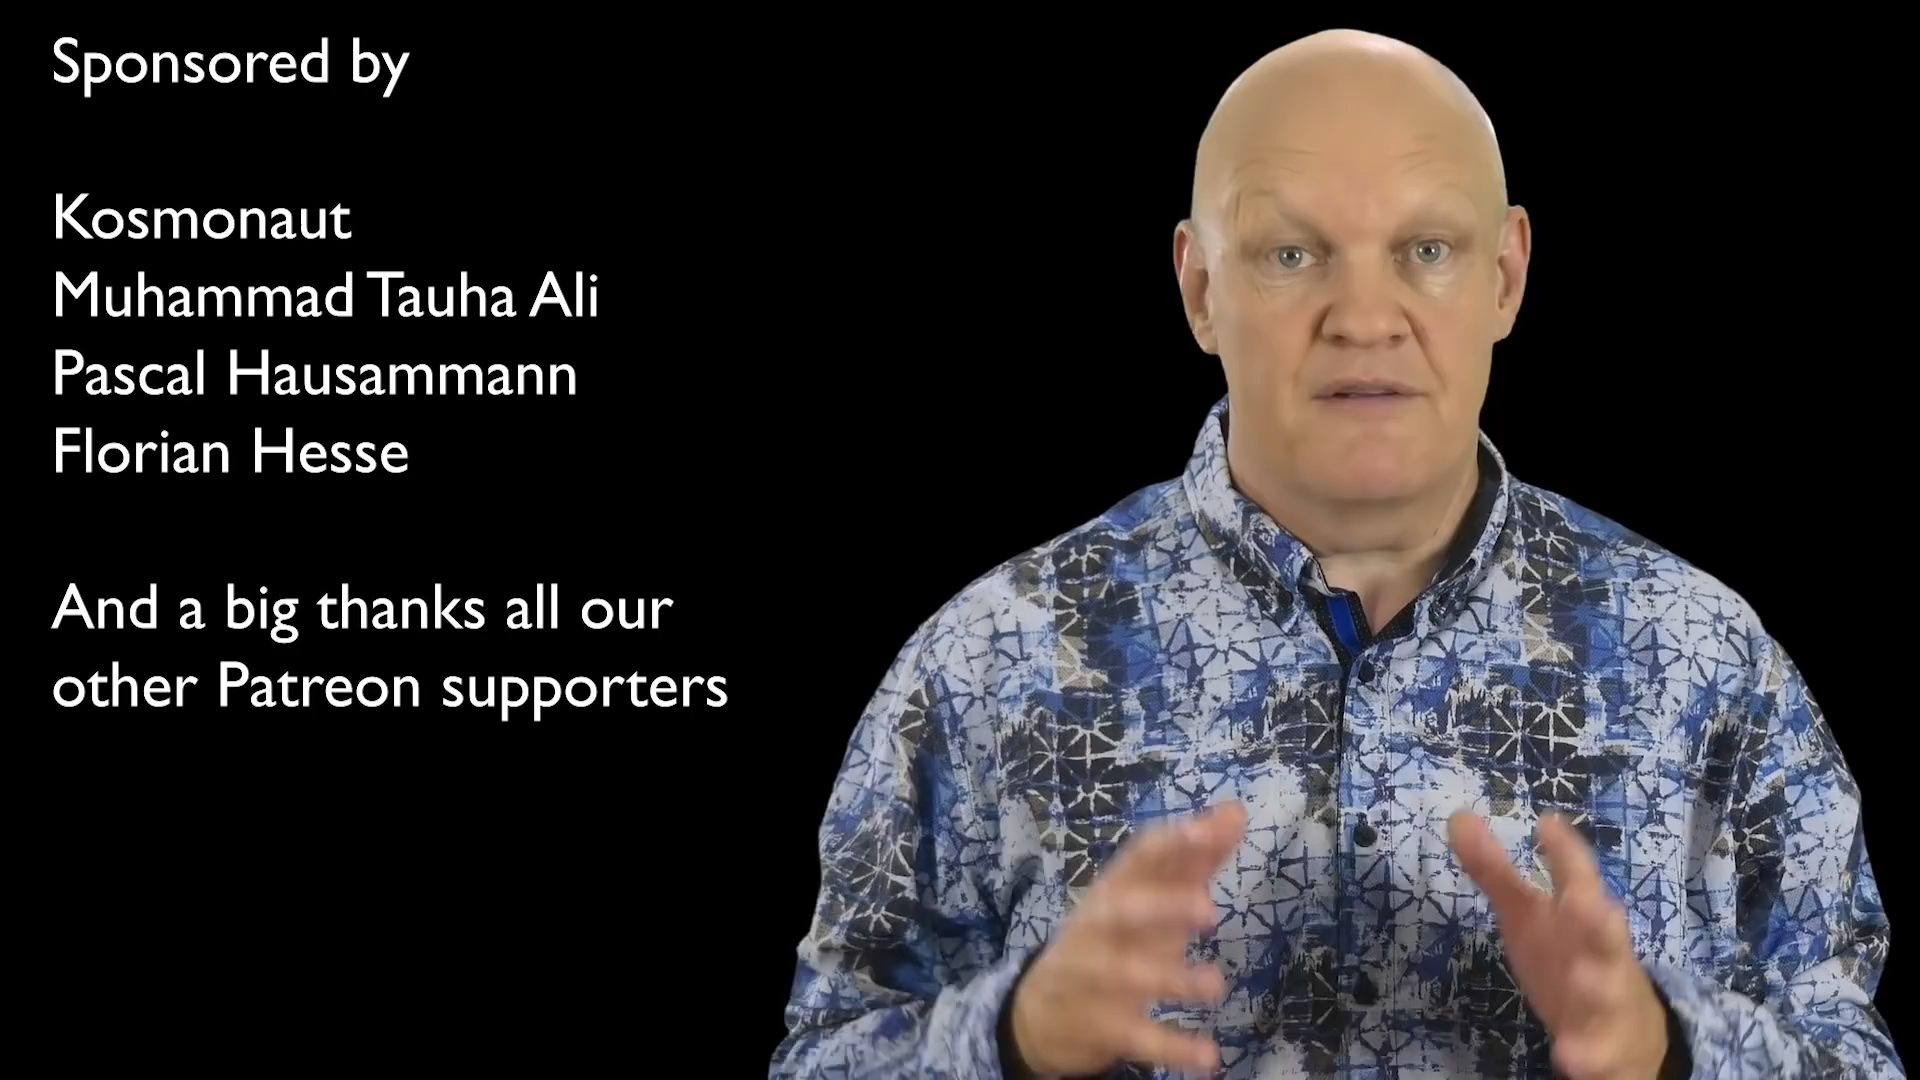 Sponsored by
Kosmonaut
Muhammad Tauha Ali
Pascal Hausammann
Florian Hesse
And a big thanks all our
other Patreon supporters